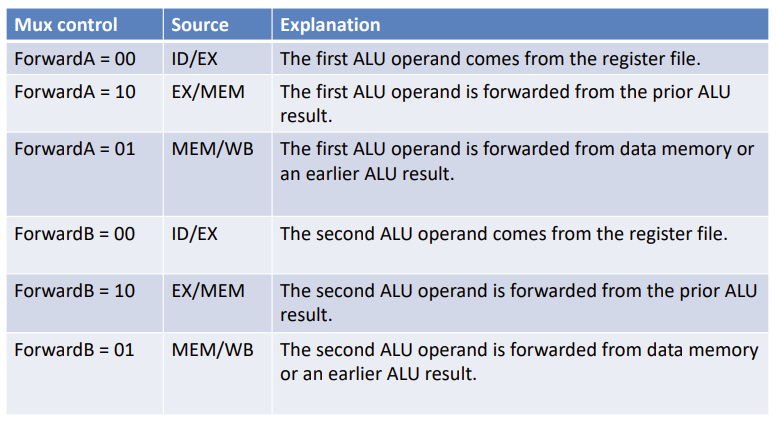 Mux control Source Explanation
ForwardA = 00 ID/EX The first ALU operand comes from the register file.
ForwardA = 10 EX/MEM The first ALU operand is forwarded from the prior ALU
result.
ForwardA = 01 MEM/WB The first ALU operand is forwarded from data memory or
an earlier ALU result.
ForwardB = 00 ID/EX The second ALU operand comes from the register file.
ForwardB = 10 EX/MEM The second ALU operand is forwarded from the prior ALU
result.
ForwardB = 01 MEM/WB The second ALU operand is forwarded from data memory
or an earlier ALU result.